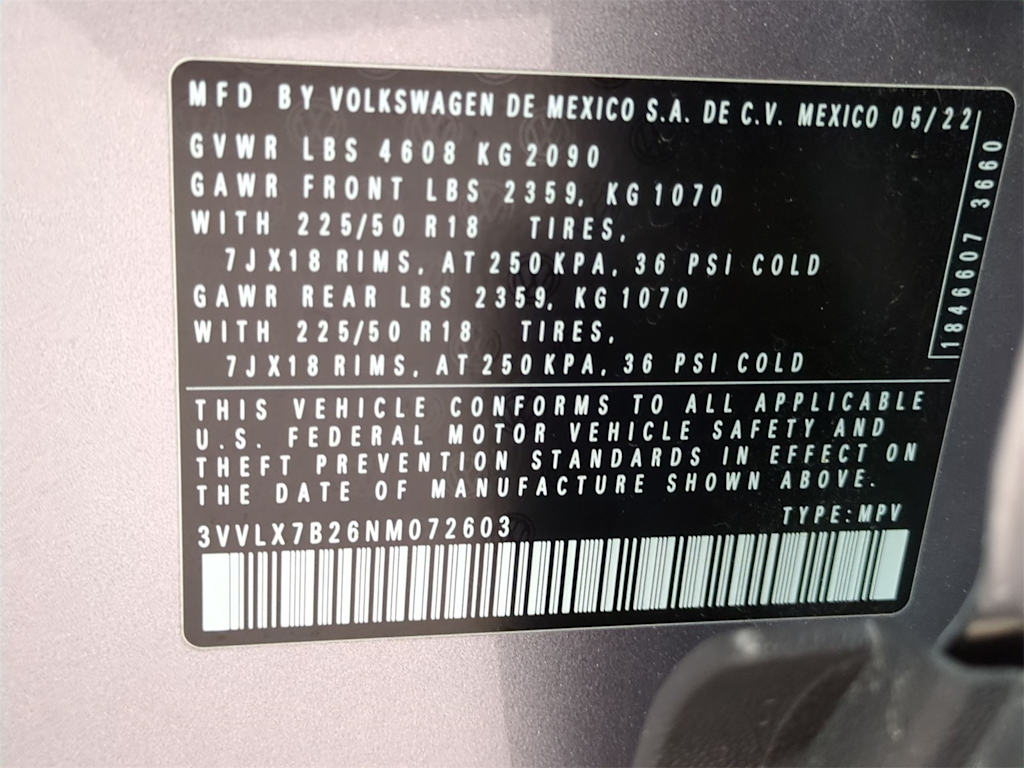 MFD BY VOLKSWAGEN DE MEXICO S.A. DE C.V. MEXICO 05/22
GVWR LBS 4608 KG 2090
GAWR FRONT LBS 2359, KG 1070
WITH 225/50 R18 TIRES,
7JX18 RIMS, AT 250 KPA, 36 PSI COLD
GAWR REAR LBS 2359, KG 1070
WITH 225/50 R18 TIRES,
7JX18 RIMS, AT 250 KPA, 36 PSI COLD
1846607 3660
THIS VEHICLE CONFORMS TO ALL APPLICABLE
U.S. FEDERAL MOTOR VEHICLE SAFETY AND
THEFT PREVENTION STANDARDS IN EFFECT ON
THE DATE OF MANUFACTURE SHOWN ABOVE.
TYPE: MPV
3VVLX7B26NM072603